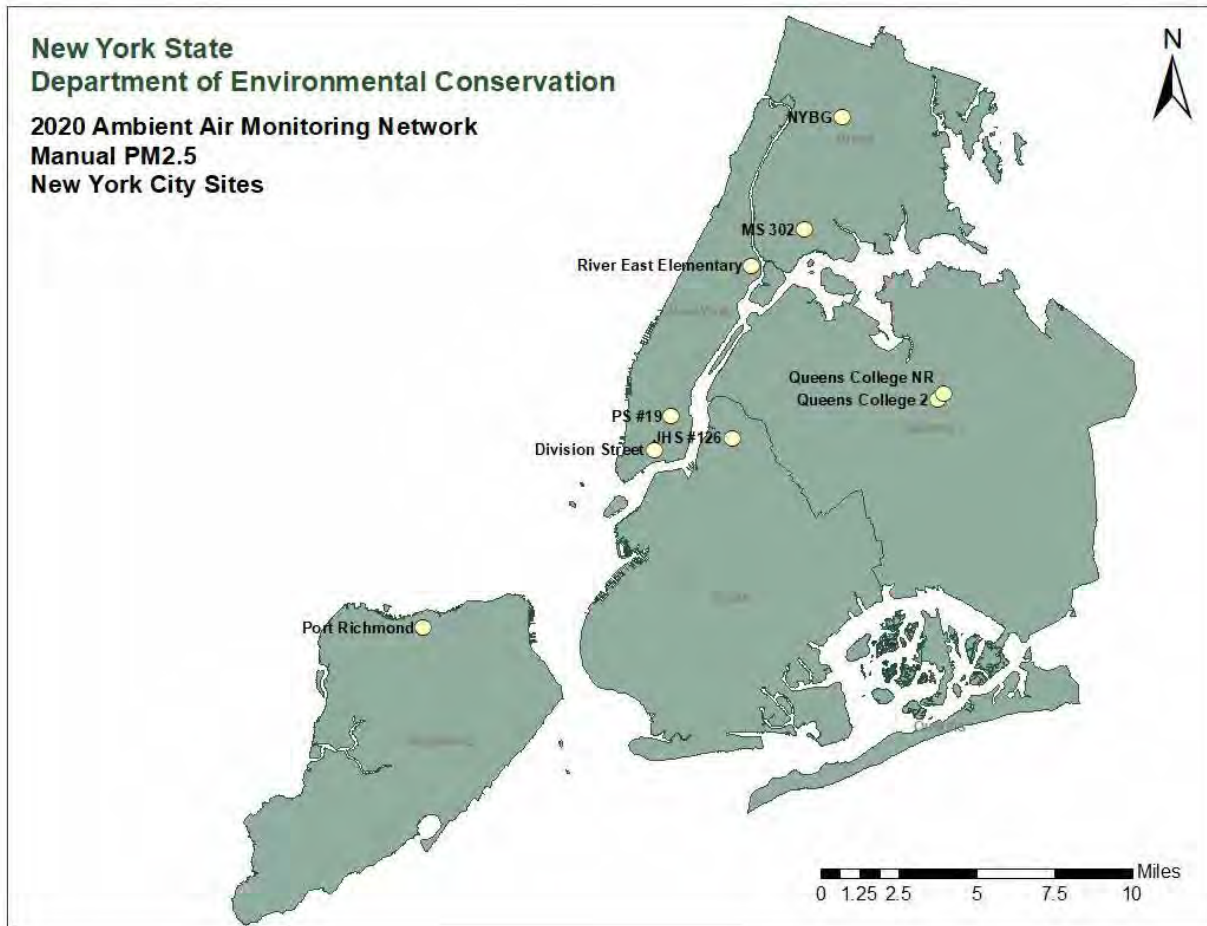 New York State
Department of Environmental Conservation
2020 Ambient Air Monitoring Network
Manual PM2.5
New York City Sites
N
NYBG
Bronx
MS 302
River East Elementary
Queens College NR
Queens College 2
PS #19
JHS #126
Division Street
Port Richmond
Queens
Miles
0 1.25 2.5 5 7.5 10